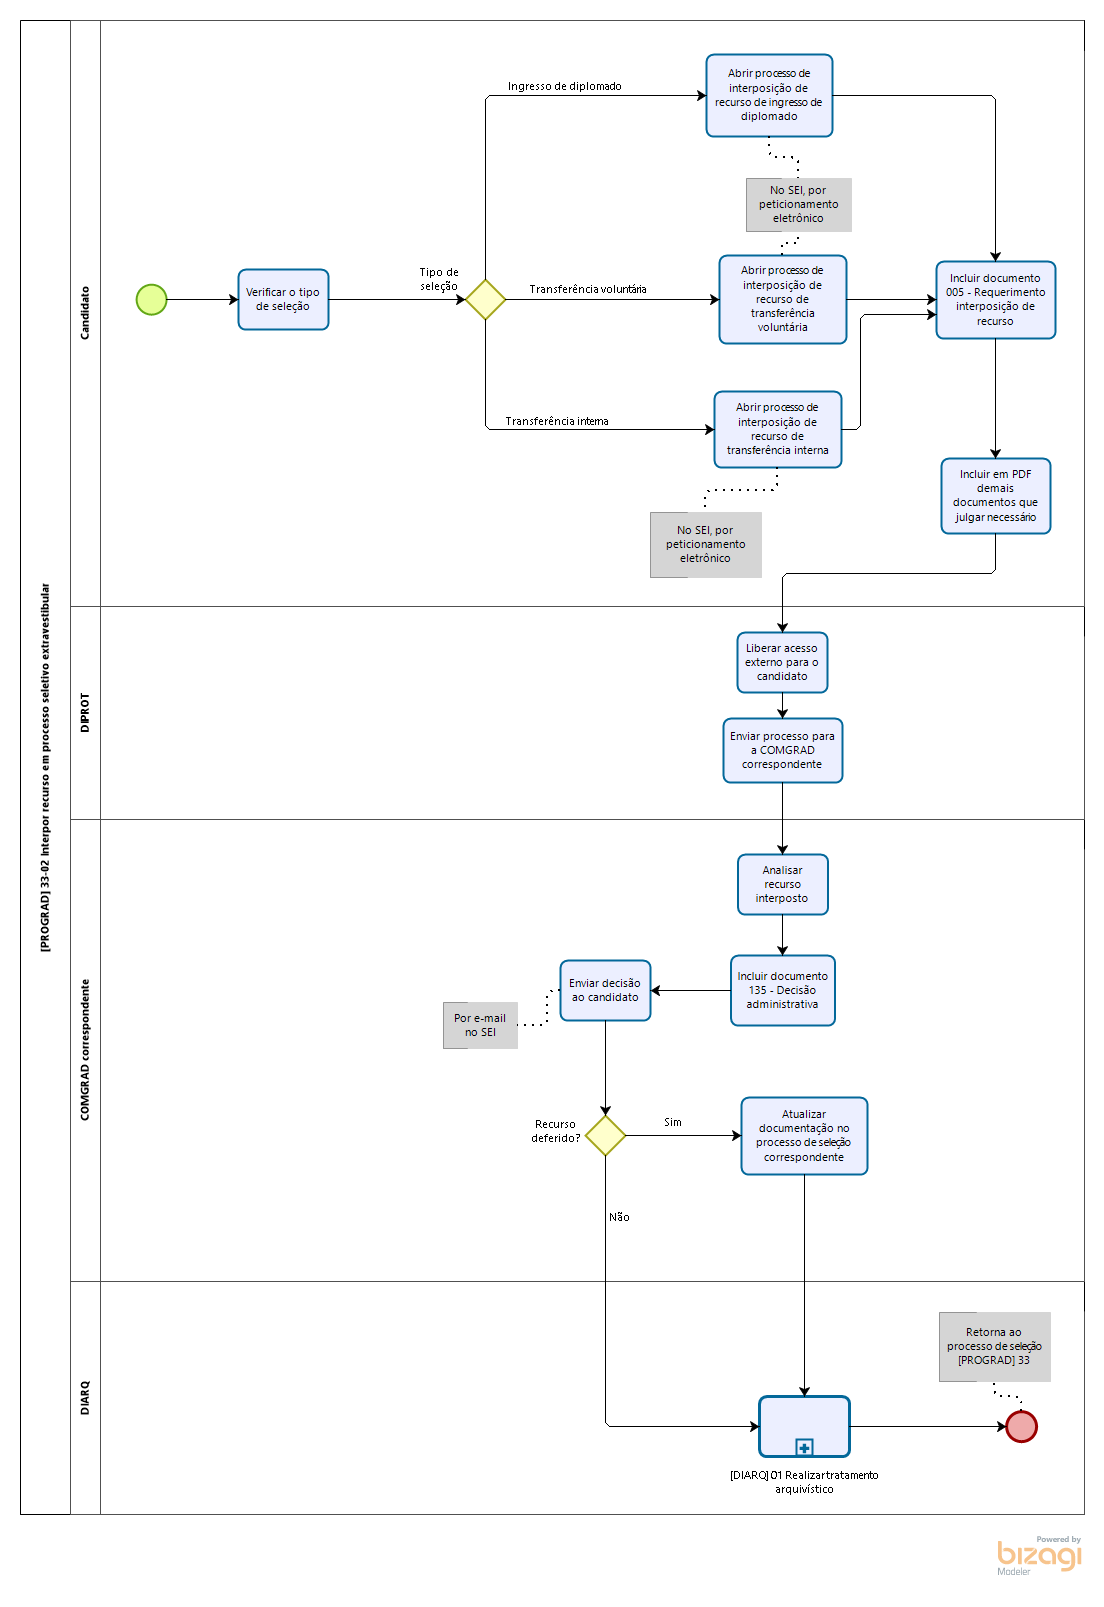 [PROGRAD] 33-02 Interpor recurso em processo seletivo extravestibular
Candidato
Verificar o tipo
de seleção
Tipo de
seleção
Ingresso de diplomado
Transferência voluntária
Transferência interna
Abrir processo de
interposição de
recurso de ingresso de
diplomado
No SEI, por
peticionamento
eletrônico
Abrir processo de
interposição de
recurso de
transferência
voluntária
Abrir processo de
interposição de
recurso de
transferência interna
No SEI, por
peticionamento
eletrônico
Incluir documento
005 - Requerimento
interposição de
recurso
Incluir em PDF
demais
documentos que
julgar necessário
DIPROT
Liberar acesso
externo para o
candidato
Enviar processo para
a COMGRAD
correspondente
COMGRAD correspondente
Analisar
recurso
interposto
Incluir documento
135 - Decisão
administrativa
Enviar decisão
ao candidato
Por e-mail
no SEI
Recurso
deferido?
Sim
Não
Atualizar
documentação no
processo de seleção
correspondente
DIARQ
[DIARQ] 01 Realizar tratamento
arquivístico
Retorna ao
processo de seleção
[PROGRAD] 33
Powered by
bizagi
Modeler